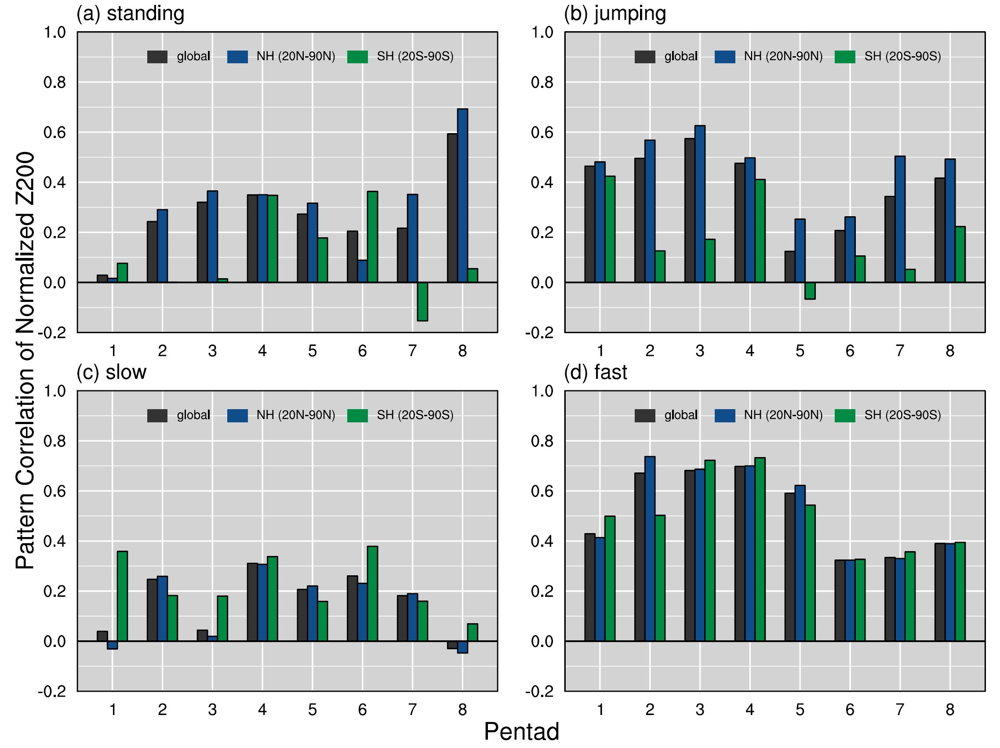 (a) standing
1.0
0.8
0.6
0.4
0.2
0.0
-0.2
global
NH (20N-90N)
SH (20S-90S)
1 2 3 4 5 6 7 8
(b) jumping
1.0
0.8
0.6
0.4
0.2
0.0
-0.2
global
NH (20N-90N)
SH (20S-90S)
1 2 3 4 5 6 7 8
Pattern Correlation of Normalized Z200
(c) slow
1.0
0.8
0.6
0.4
0.2
0.0
-0.2
global
NH (20N-90N)
SH (20S-90S)
1 2 3 4 5 6 7 8
(d) fast
1.0
0.8
0.6
0.4
0.2
0.0
-0.2
global
NH (20N-90N)
SH (20S-90S)
1 2 3 4 5 6 7 8
Pentad